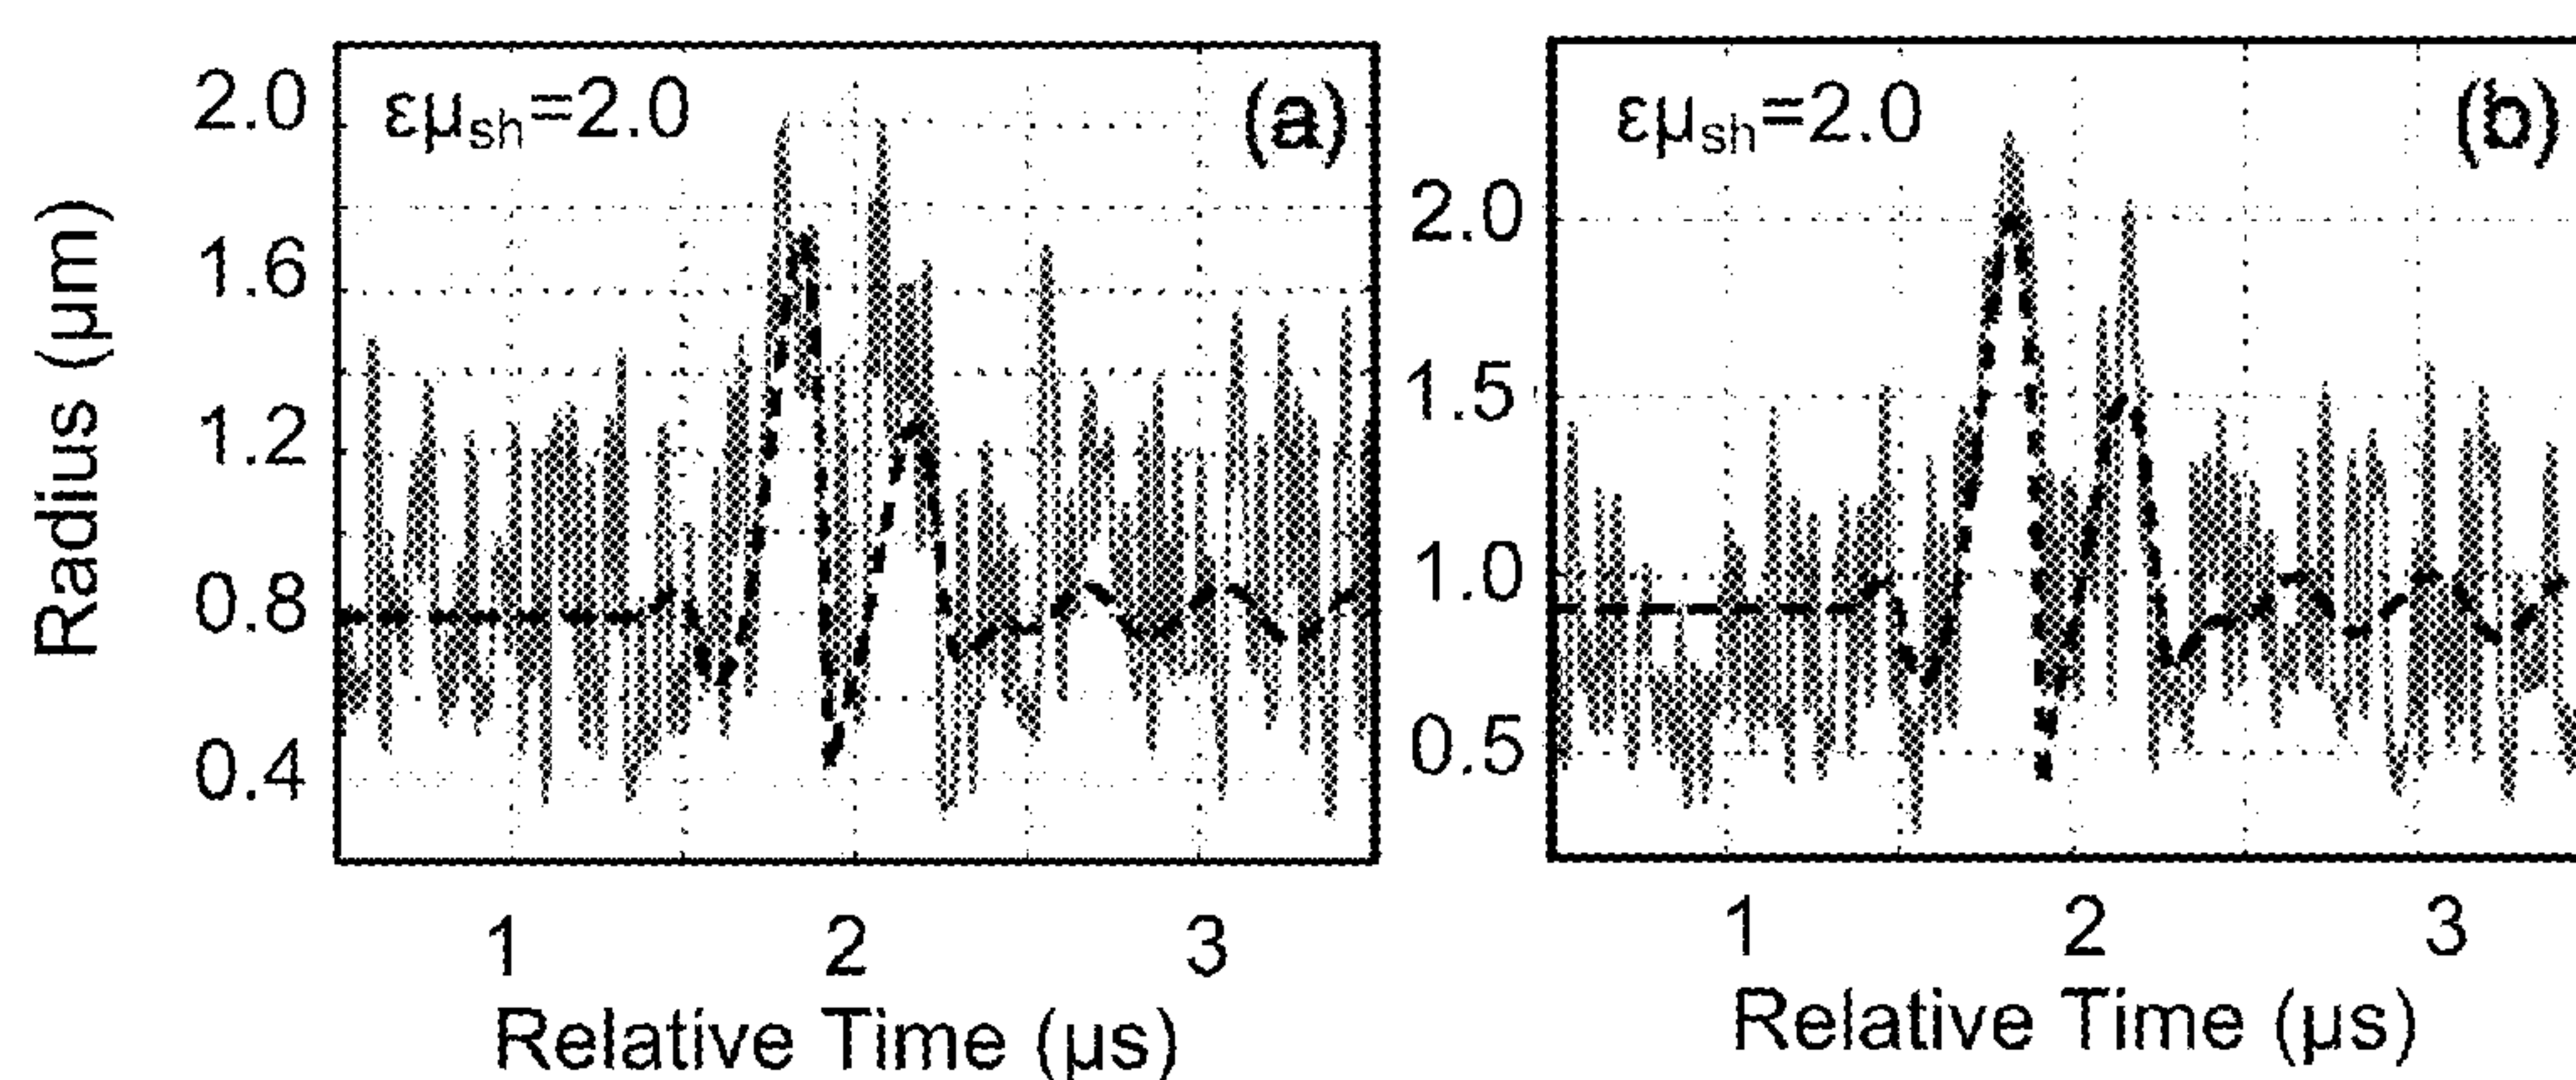 εμsh=2.0
(a)
2.0
1.6
1.2
0.8
0.4
Radius (μm)
1 2 3
Relative Time (μs)
εμsh=2.0
(b)
2.0
1.5
1.0
0.5
1 2 3
Relative Time (μs)